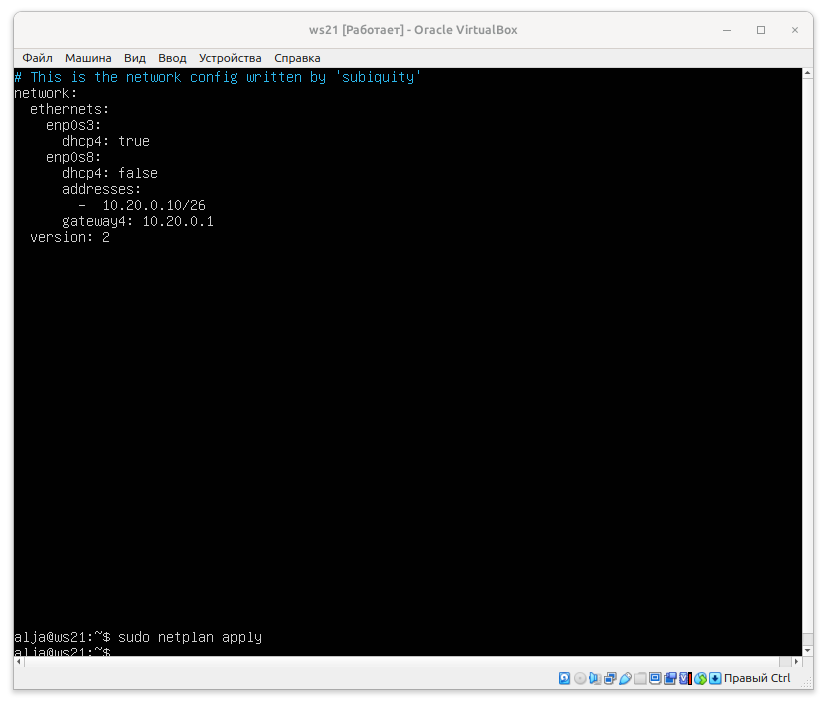 ws21 [Работает] - Oracle VirtualBox
Файл Машина Вид Ввод Устройства Справка
# This is the network config written by 'subiquity'
network:
  ethernets:
    enp0s3:
      dhcp4: true
    enp0s8:
      dhcp4: false
      addresses:
        -  10.20.0.10/26
      gateway4: 10.20.0.1
  version: 2
alja@ws21:~$ sudo netplan apply
alja@ws21:~$
Правый Ctrl